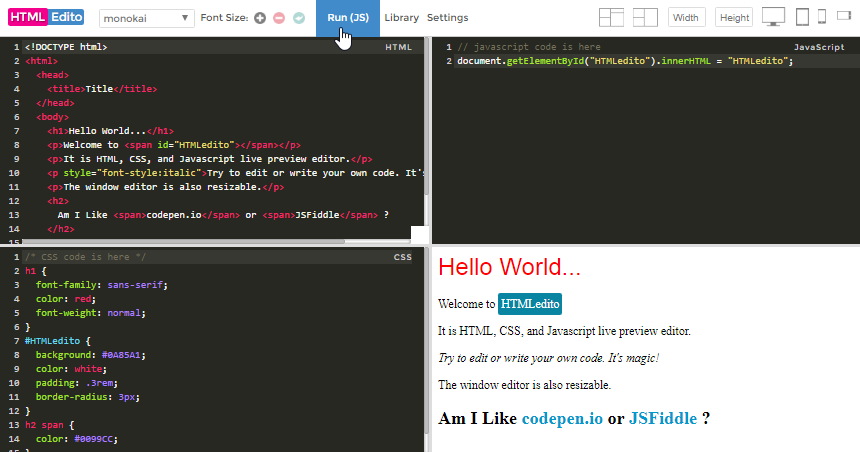 HTML Edito monokai Font Size: Run (JS) Library Settings Width Height
1 <!DOCTYPE html> HTML
2 <html>
3 <head>
4 <title>Title</title>
5 </head>
6 <body>
7 <h1>Hello World...</h1>
8 <p>Welcome to <span id="HTMLedito"></span></p>
9 <p>It is HTML, CSS, and Javascript live preview editor.</p>
10 <p style="font-style:italic">Try to edit or write your own code. It's
11 <p>The window editor is also resizable.</p>
12 <h2>
13 Am I Like <span>codepen.io</span> or <span>JSFiddle</span> ?
14 </h2>
15
1 // javascript code is here JavaScript
2 document.getElementById("HTMLedito").innerHTML = "HTMLedito";
1 /* CSS code is here */ CSS
2 h1 {
3 font-family: sans-serif;
4 color: red;
5 font-weight: normal;
6 }
7 #HTMLedito {
8 background: #0A85A1;
9 color: white;
10 padding: .3rem;
11 border-radius: 3px;
12 }
13 h2 span {
14 color: #0099CC;
Hello World...
Welcome to HTMLedito
It is HTML, CSS, and Javascript live preview editor.
Try to edit or write your own code. It's magic!
The window editor is also resizable.
Am I Like codepen.io or JSFiddle ?